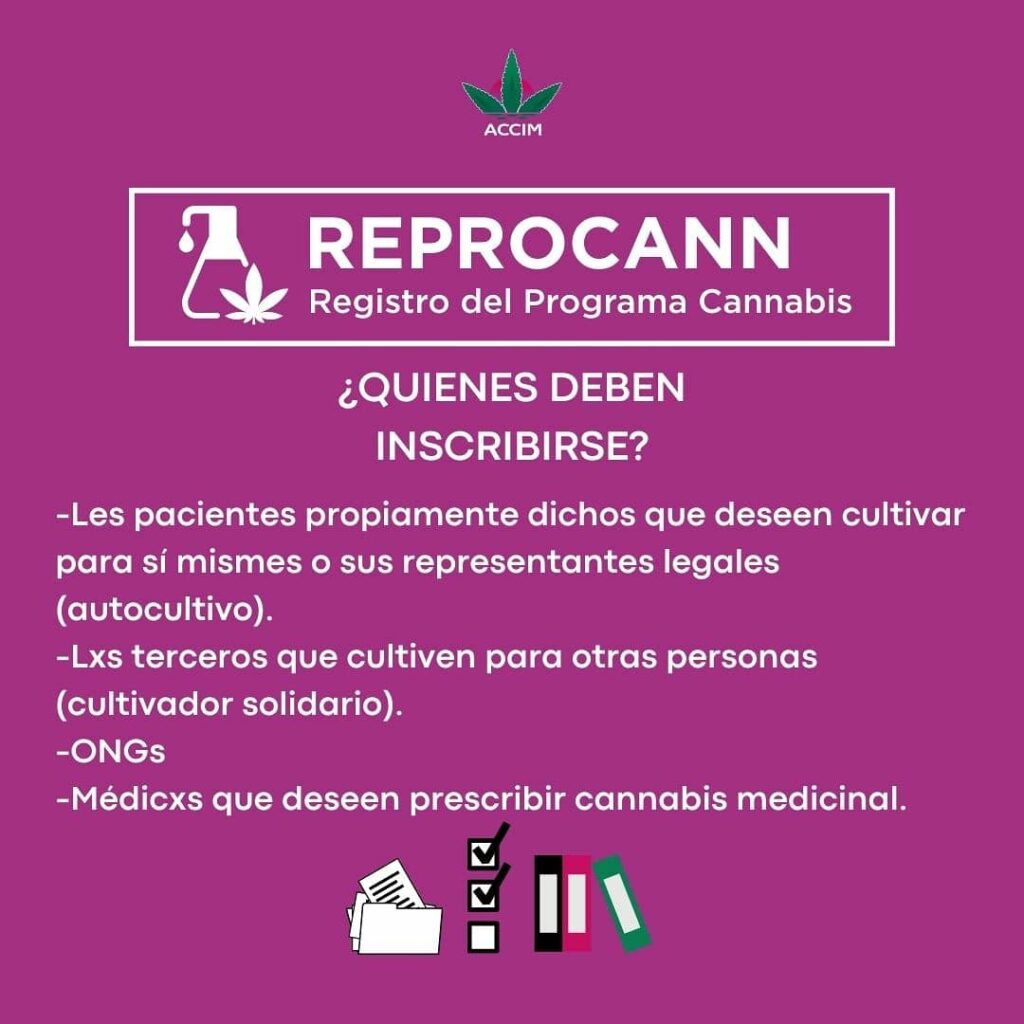 ACCIM
REPROCANN
Registro del Programa Cannabis
¿QUIENES DEBEN
INSCRIBIRSE?
-Les pacientes propiamente dichos que deseen cultivar
para sí mismes o sus representantes legales
(autocultivo).
-Lxs terceros que cultiven para otras personas
(cultivador solidario).
-ONGs
-Médicxs que deseen prescribir cannabis medicinal.